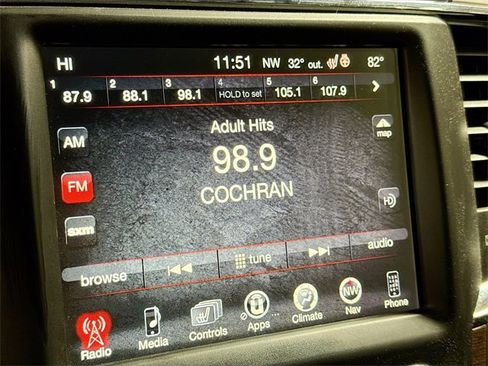 HI 11:51 NW 32° out. 82°
1 2 3 4 5 6
87.9 88.1 98.1 HOLD to set 105.1 107.9
Adult Hits
AM map
98.9
FM COCHRAN
HD
sxm
browse tune audio
Radio Media Controls Apps Climate Nav Phone
NW